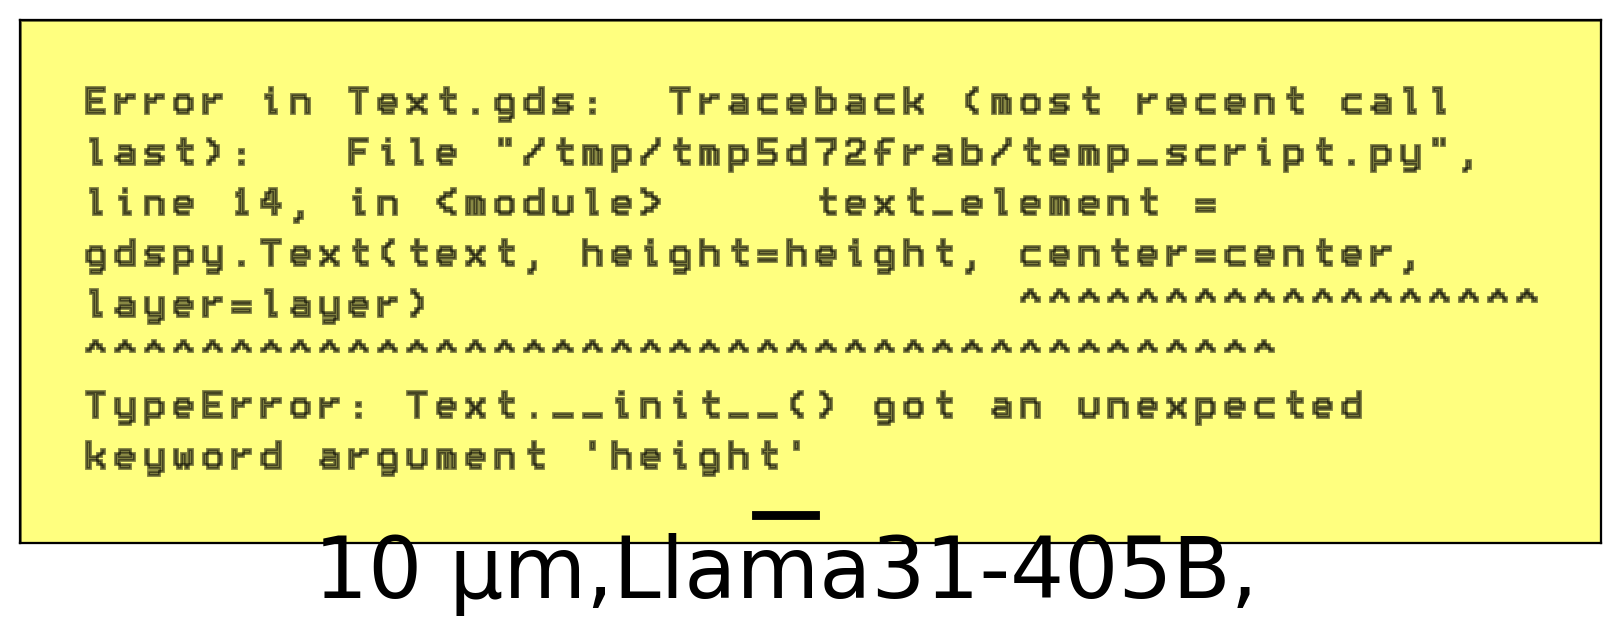 Error in Text.gds:  Traceback (most recent call
last):   File "/tmp/tmp5d72frab/temp_script.py",
line 14, in <module>     text_element =
gdspy.Text(text, height=height, center=center,
layer=layer)                    ^^^^^^^^^^^^^^^^^^
^^^^^^^^^^^^^^^^^^^^^^^^^^^^^^^^^^^^^^^^^
TypeError: Text.__init__() got an unexpected
keyword argument 'height'
10 µm,Llama31-405B,